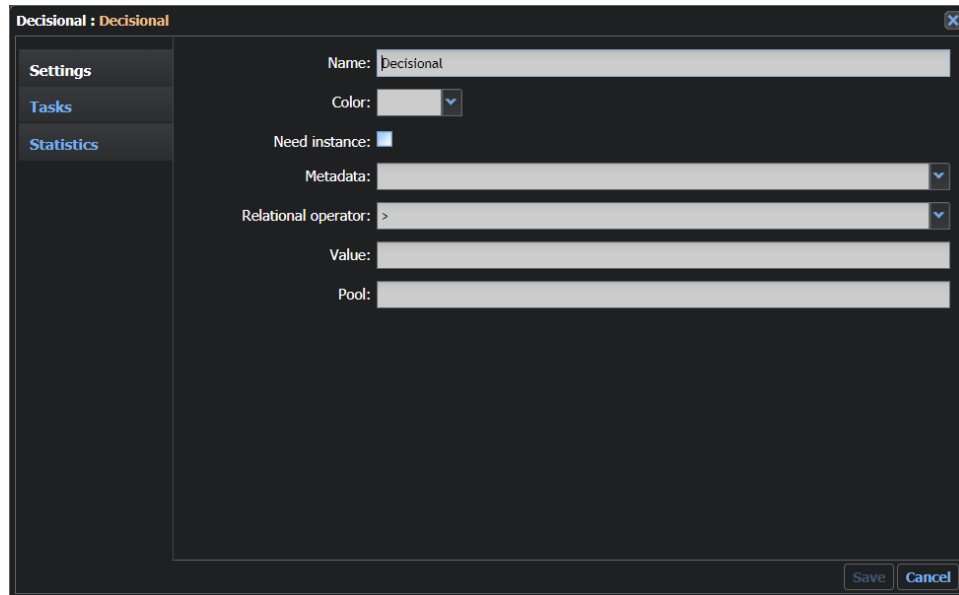 Decisional : Decisional
Settings
Tasks
Statistics
Name: Decisional
Color:
Need instance:
Metadata:
Relational operator: >
Value:
Pool:
Save Cancel